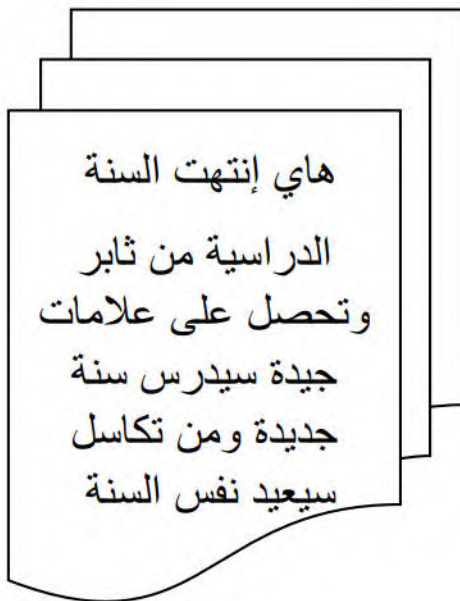 هاي إنتهت السنة
الدراسية من ثابر
وتحصل على علامات
جيدة سيدرس سنة
جديدة ومن تكاسل
سيعيد نفس السنة